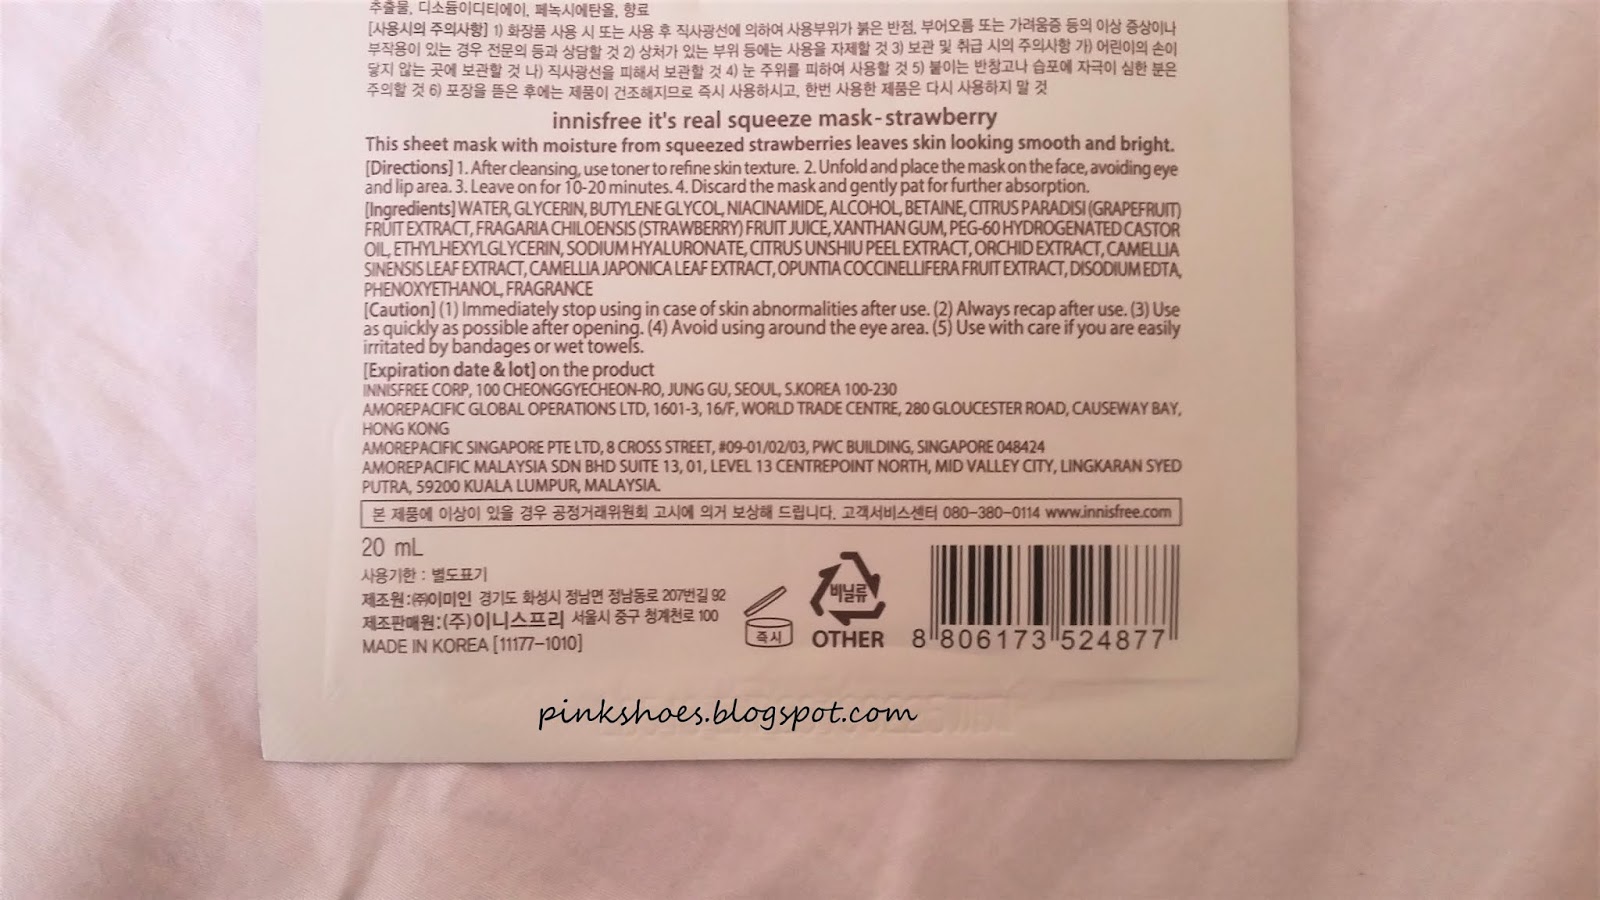 추출물, 디소듐이디티에이, 페녹시에탄올, 향료
[사용시의 주의사항] 1) 화장품 사용 시 또는 사용 후 직사광선에 의하여 사용부위가 붉은 반점, 부어오름 또는 가려움증 등의 이상 증상이나
부작용이 있는 경우 전문의 등과 상담할 것 2) 상처가 있는 부위 등에는 사용을 자제할 것 3) 보관 및 취급 시의 주의사항 가) 어린이의 손이
닿지 않는 곳에 보관할 것 나) 직사광선을 피해서 보관할 것 4) 눈 주위를 피하여 사용할 것 5) 붙이는 반창고나 습포에 자극이 심한 분은
주의할 것 6) 포장을 뜯은 후에는 제품이 건조해지므로 즉시 사용하시고, 한번 사용한 제품은 다시 사용하지 말 것
innisfree it's real squeeze mask-strawberry
This sheet mask with moisture from squeezed strawberries leaves skin looking smooth and bright.
[Directions] 1. After cleansing, use toner to refine skin texture. 2. Unfold and place the mask on the face, avoiding eye
and lip area. 3. Leave on for 10-20 minutes. 4. Discard the mask and gently pat for further absorption.
[Ingredients] WATER, GLYCERIN, BUTYLENE GLYCOL, NIACINAMIDE, ALCOHOL, BETAINE, CITRUS PARADISI (GRAPEFRUIT)
FRUIT EXTRACT, FRAGARIA CHILOENSIS (STRAWBERRY) FRUIT JUICE, XANTHAN GUM, PEG-60 HYDROGENATED CASTOR
OIL, ETHYLHEXYLGLYCERIN, SODIUM HYALURONATE, CITRUS UNSHIU PEEL EXTRACT, ORCHID EXTRACT, CAMELLIA
SINENSIS LEAF EXTRACT, CAMELLIA JAPONICA LEAF EXTRACT, OPUNTIA COCCINELLIFERA FRUIT EXTRACT, DISODIUM EDTA,
PHENOXYETHANOL, FRAGRANCE
[Caution] (1) Immediately stop using in case of skin abnormalities after use. (2) Always recap after use. (3) Use
as quickly as possible after opening. (4) Avoid using around the eye area. (5) Use with care if you are easily
irritated by bandages or wet towels.
[Expiration date & lot] on the product
INNISFREE CORP, 100 CHEONGGYECHEON-RO, JUNG GU, SEOUL, S.KOREA 100-230
AMOREPACIFIC GLOBAL OPERATIONS LTD, 1601-3, 16/F, WORLD TRADE CENTRE, 280 GLOUCESTER ROAD, CAUSEWAY BAY,
HONG KONG
AMOREPACIFIC SINGAPORE PTE LTD, 8 CROSS STREET, #09-01/02/03, PWC BUILDING, SINGAPORE 048424
AMOREPACIFIC MALAYSIA SDN BHD SUITE 13, 01, LEVEL 13 CENTREPOINT NORTH, MID VALLEY CITY, LINGKARAN SYED
PUTRA, 59200 KUALA LUMPUR, MALAYSIA.
본 제품에 이상이 있을 경우 공정거래위원회 고시에 의거 보상해 드립니다. 고객서비스센터 080-380-0114 www.innisfree.com
20 mL
사용기한 : 별도표기
제조원:㈜이미인 경기도 화성시 정남면 정남동로 207번길 92
제조판매원:(주)이니스프리 서울시 중구 청계천로 100
MADE IN KOREA [11177-1010]
즉시
비닐류
OTHER
8 806173 524877
pinkshoes.blogspot.com